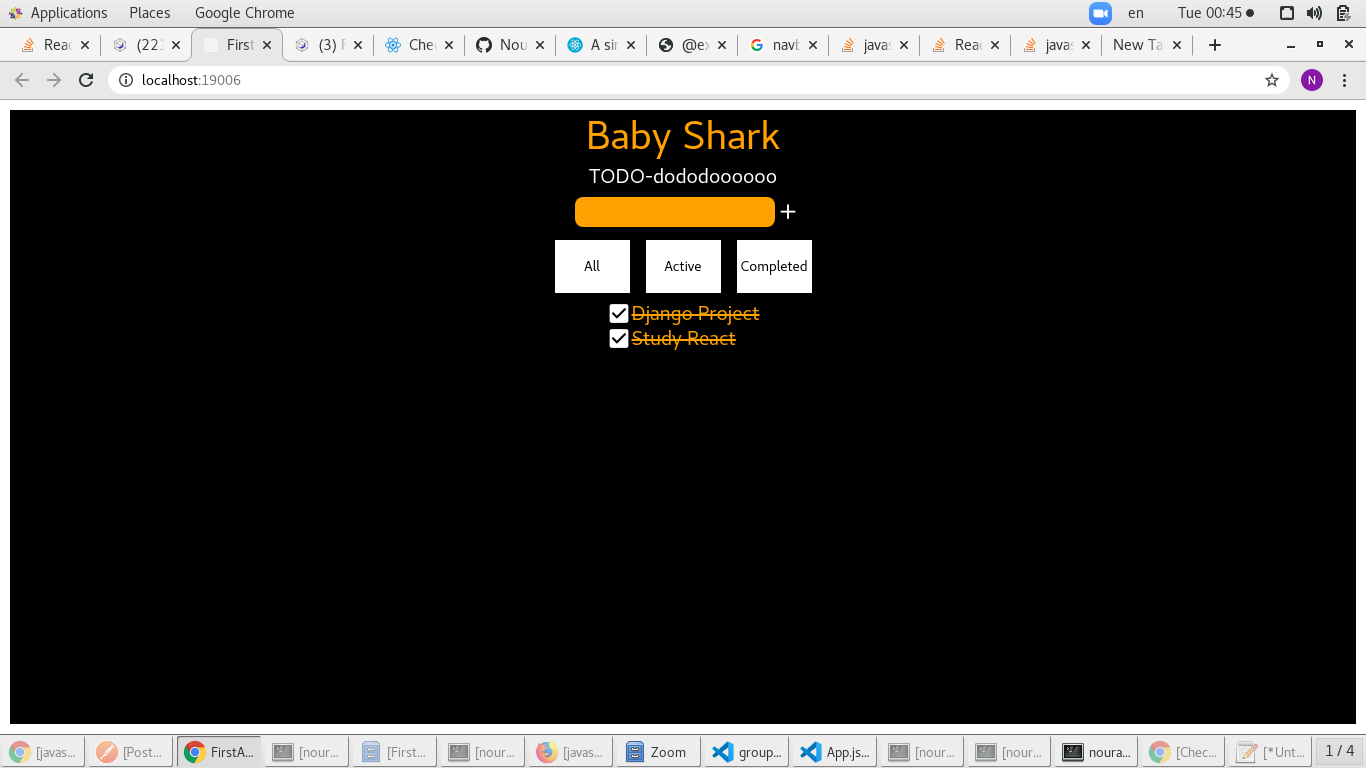 Applications Places Google Chrome en Tue 00:45
Reac (221 First (3) F Chec Nou A sir @ex navb javas Reac javas New Ta
localhost:19006 N
Baby Shark
TODO-dododoooooo
+
All Active Completed
Django Project
Study React
[javas... [Post... FirstA... [nour... [First... [nour... [javas... Zoom group... App.js... [nour... [nour... noura... [Chec... [*Unt... 1 / 4